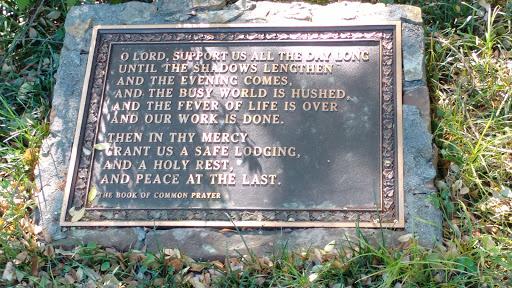 O LORD, SUPPORT US ALL THE DAY LONG
UNTIL THE SHADOWS LENGTHEN
AND THE EVENING COMES,
AND THE BUSY WORLD IS HUSHED,
AND THE FEVER OF LIFE IS OVER
AND OUR WORK IS DONE.
THEN IN THY MERCY
GRANT US A SAFE LODGING,
AND A HOLY REST,
AND PEACE AT THE LAST.
THE BOOK OF COMMON PRAYER